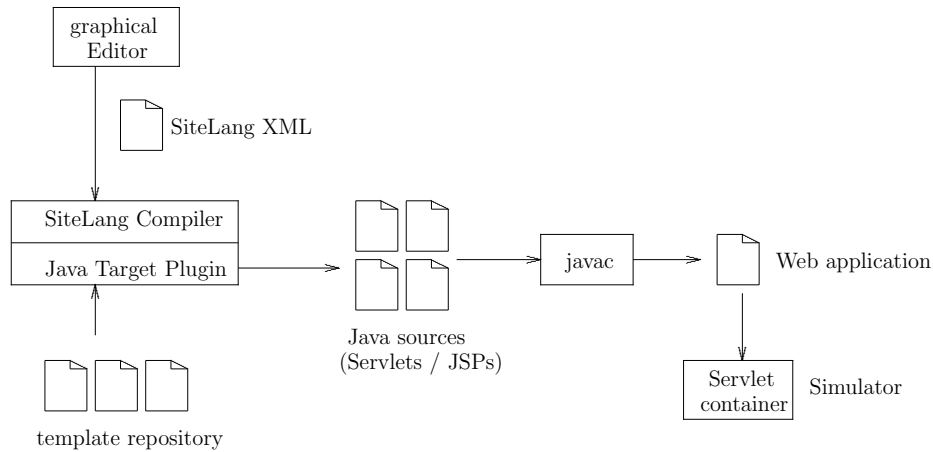 graphical
Editor
SiteLang XML
SiteLang Compiler
Java Target Plugin
javac
Web application
Java sources
(Servlets / JSPs)
Servlet
container
Simulator
template repository